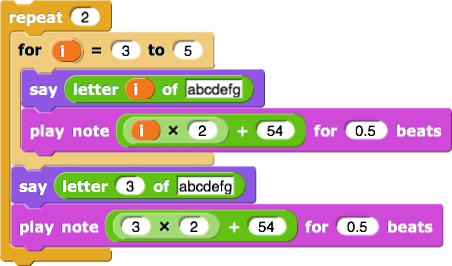 repeat 2
for i = 3 to 5
say letter i of abcdefg
play note i × 2 + 54 for 0.5 beats
say letter 3 of abcdefg
play note 3 × 2 + 54 for 0.5 beats